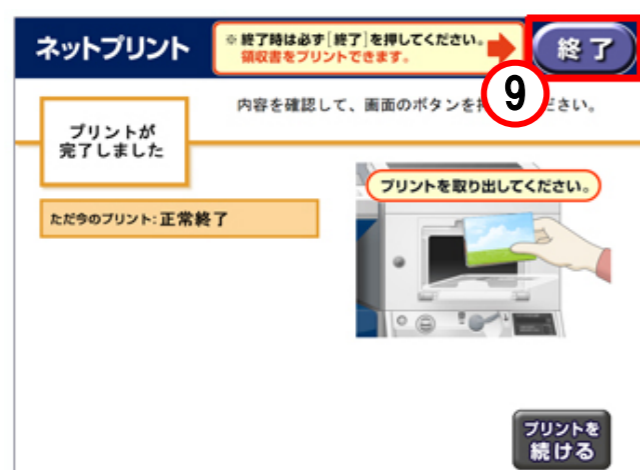 ネットプリント
※終了時は必ず[終了]を押してください。
領収書をプリントできます。
終了
9
内容を確認して、画面のボタンを押
ださい。
プリントが
完了しました
プリントを取り出してください。
ただ今のプリント:正常終了
プリントを
続ける